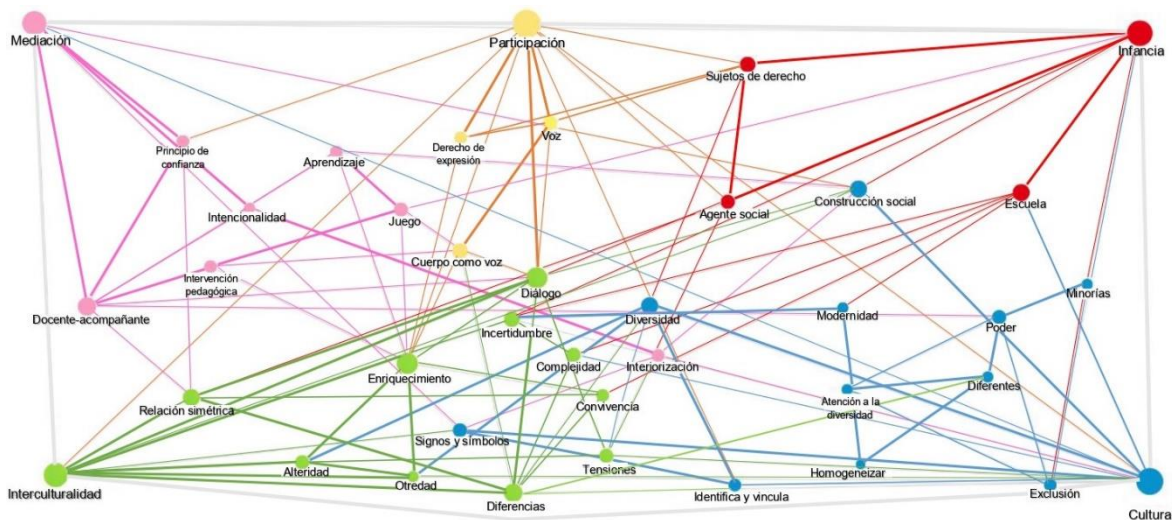 Mediación
Participación
Infancia
Sujetos de derecho
Principio de
confianza
Aprendizaje
Derecho de
expresión
Voz
Intencionalidad
Juego
Agente social
Construcción social
Escuela
Intervención
pedagógica
Cuerpo como voz
Docente-acompañante
Diálogo
Incertidumbre
Diversidad
Modernidad
Minorías
Poder
Enriquecimiento
Complejidad
Interiorización
Diferentes
Relación simétrica
Convivencia
Atención a la
diversidad
Signos y símbolos
Interculturalidad
Alteridad
Otredad
Diferencias
Tensiones
Identifica y vincula
Homogeneizar
Exclusión
Cultura